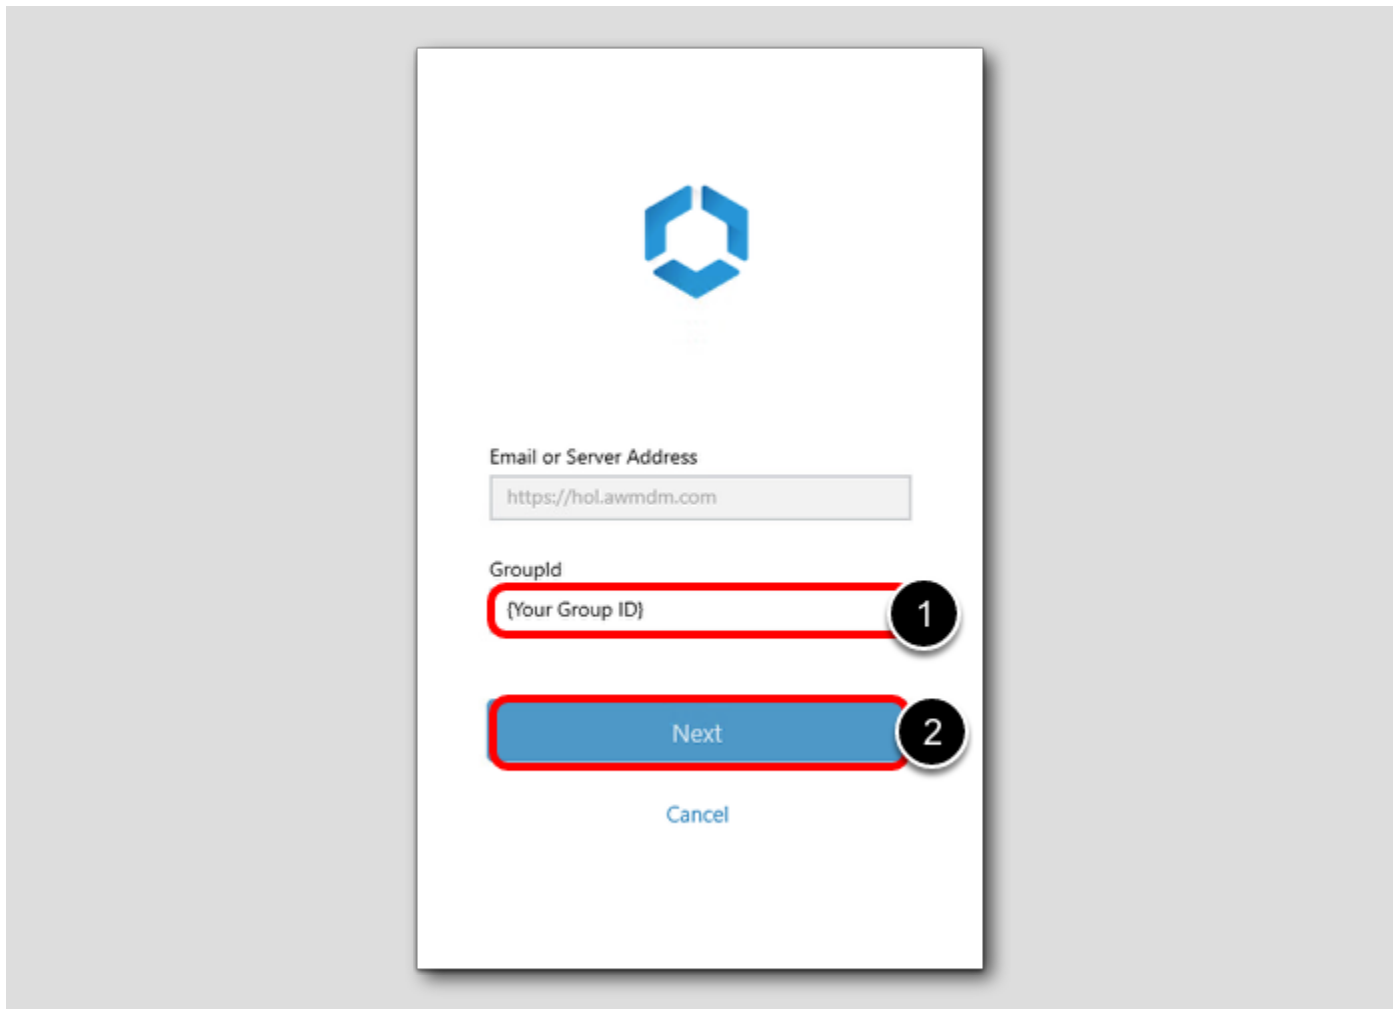 Email or Server Address
https://hol.awmdm.com
GroupId
{Your Group ID}
1
Next
2
Cancel